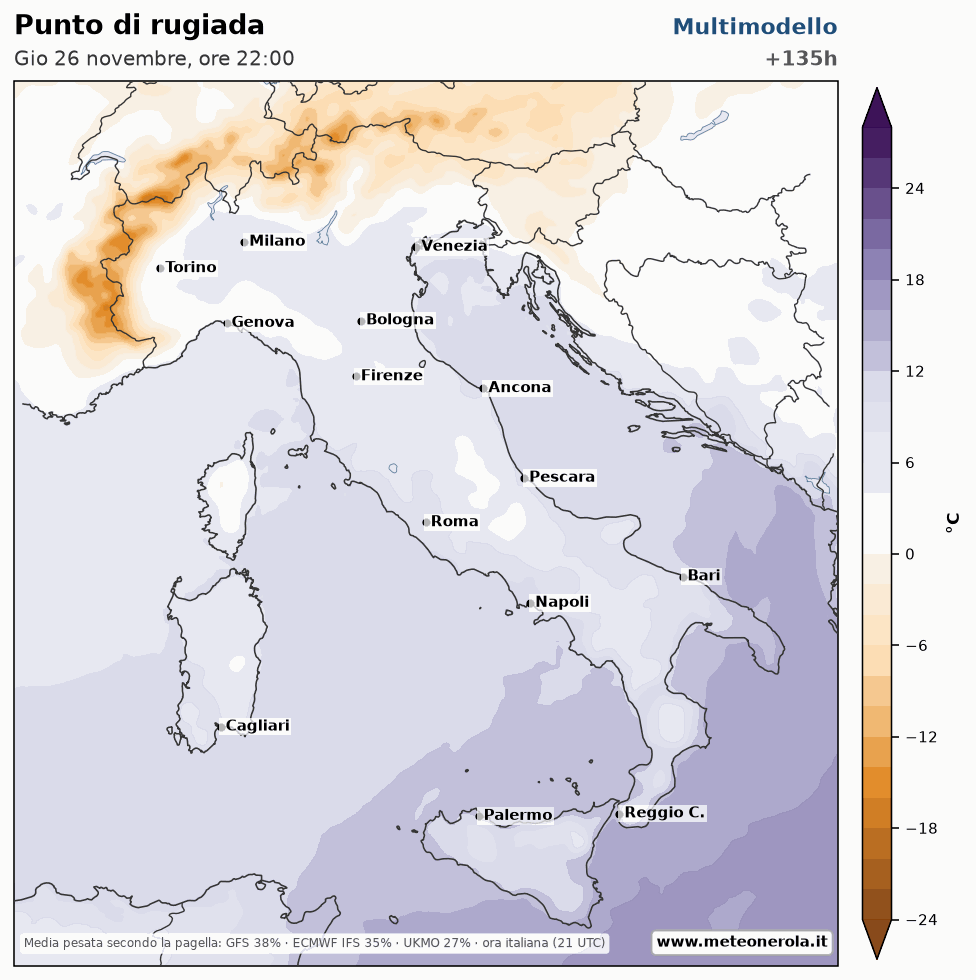 Punto di rugiada
Multimodello
Gio 26 novembre, ore 22:00
+135h
Milano
Venezia
Torino
Genova
Bologna
Firenze
Ancona
Pescara
Roma
Bari
Napoli
Cagliari
Palermo
Reggio C.
24
18
12
6
0
−6
−12
−18
−24
°C
Media pesata secondo la pagella: GFS 38% · ECMWF IFS 35% · UKMO 27% · ora italiana (21 UTC)
www.meteonerola.it